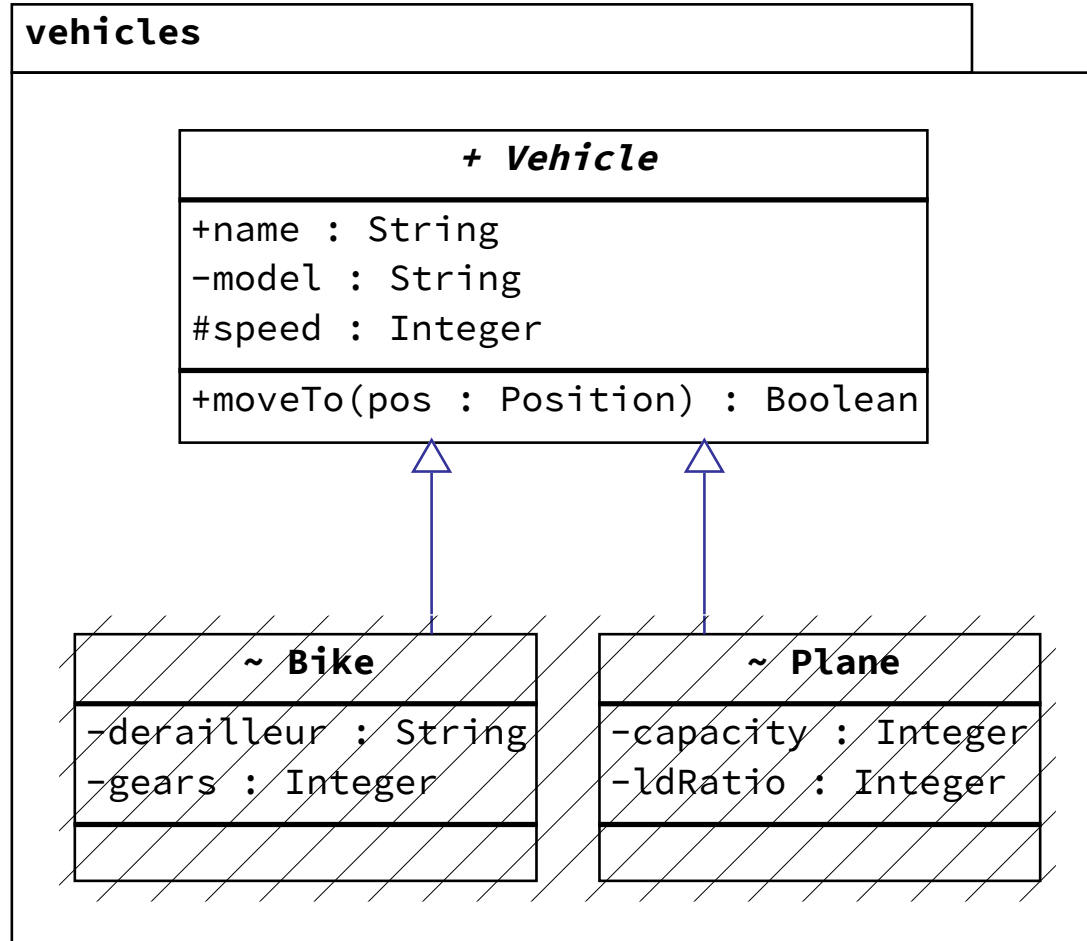 vehicles
+ Vehicle
+name : String
-model : String
#speed : Integer
+moveTo(pos : Position) : Boolean
~ Bike
-derailleur : String
-gears : Integer
~ Plane
-capacity : Integer
-ldRatio : Integer